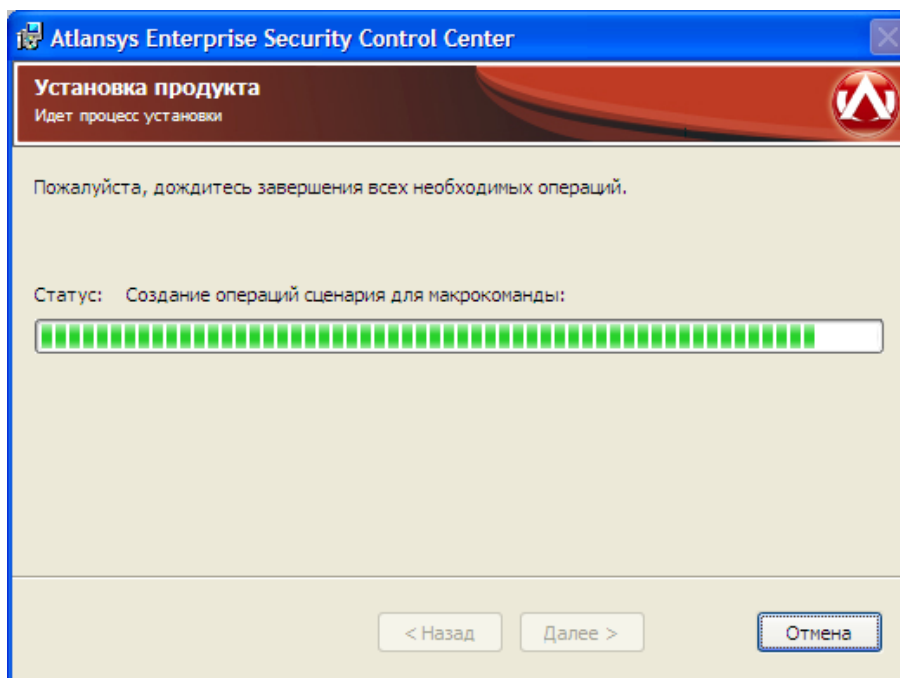 Atlansys Enterprise Security Control Center
Установка продукта
Идет процесс установки
Пожалуйста, дождитесь завершения всех необходимых операций.
Статус: Создание операций сценария для макрокоманды:
< Назад
Далее >
Отмена